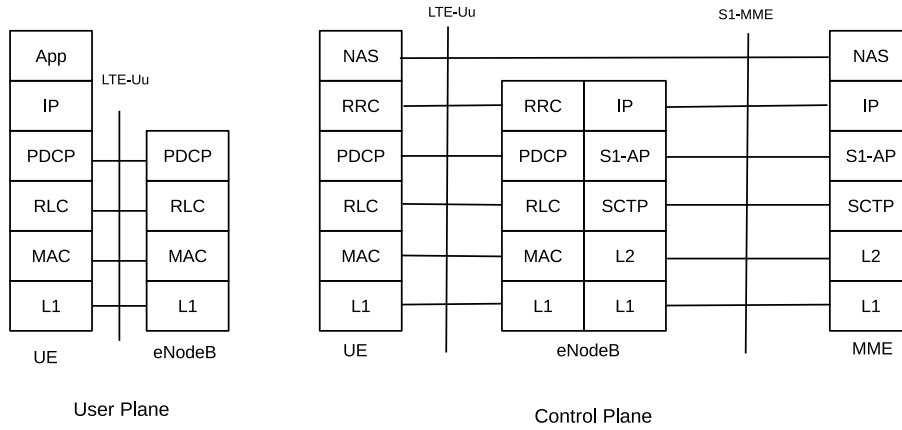 LTE-Uu
S1-MME
App
NAS
NAS
LTE-Uu
IP
RRC
RRC
IP
IP
PDCP
PDCP
PDCP
PDCP
S1-AP
S1-AP
RLC
RLC
RLC
RLC
SCTP
SCTP
MAC
MAC
MAC
MAC
L2
L2
L1
L1
L1
L1
L1
L1
UE
eNodeB
UE
eNodeB
MME
User Plane
Control Plane